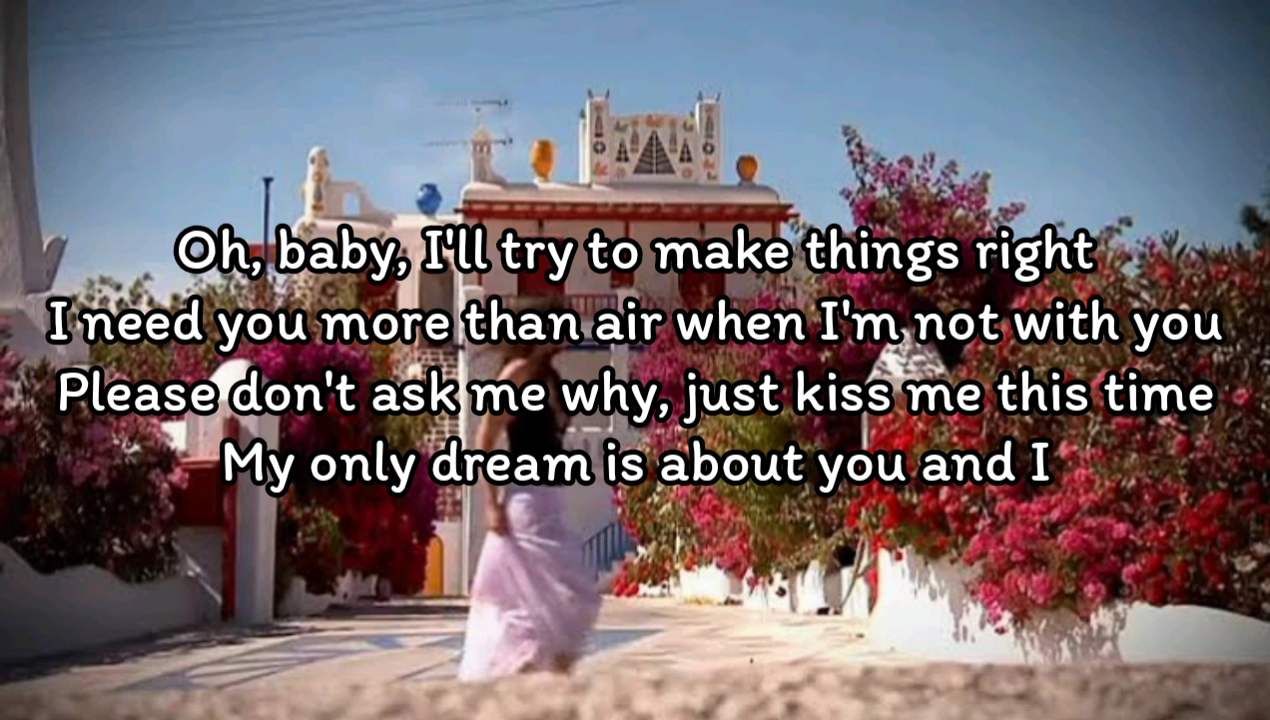 Oh, baby, I'll try to make things right
I need you more than air when I'm not with you
Please don't ask me why, just kiss me this time
My only dream is about you and I